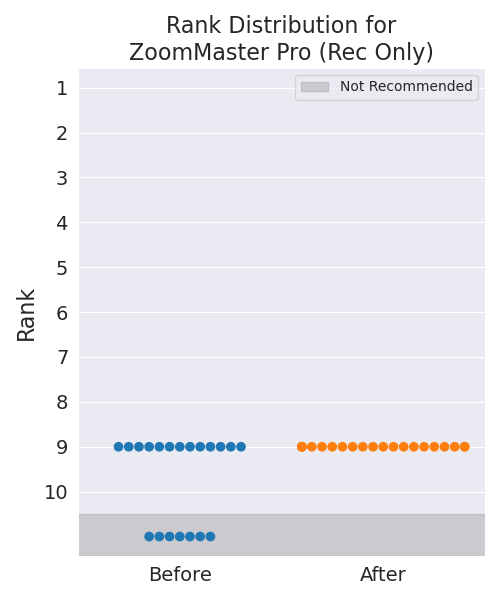 Rank Distribution for
ZoomMaster Pro (Rec Only)
Not Recommended
1
2
3
4
5
6
7
8
9
10
Rank
Before
After